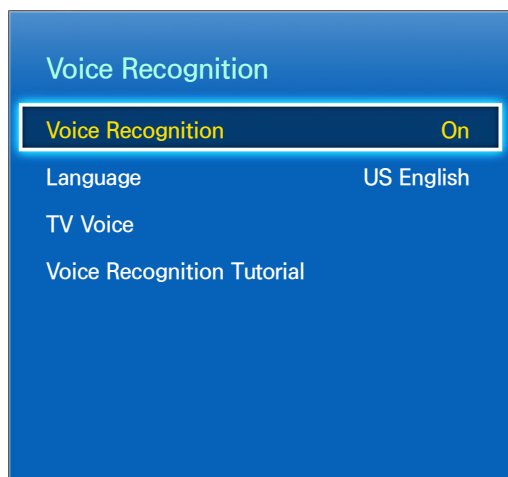 Voice Recognition
Voice Recognition On
Language US English
TV Voice
Voice Recognition Tutorial